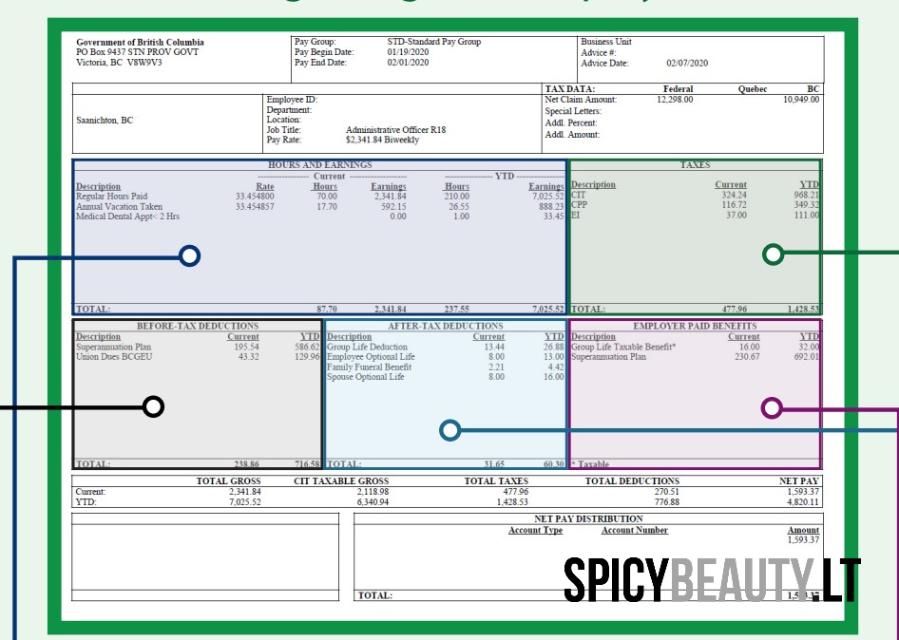 Government of British Columbia
PO Box 9437 STN PROV GOVT
Victoria, BC V8W9V3
Pay Group: STD-Standard Pay Group
Pay Begin Date: 01/19/2020
Pay End Date: 02/01/2020
Business Unit
Advice #:
Advice Date: 02/07/2020
Saanichton, BC
Employee ID:
Department:
Location:
Job Title: Administrative Officer R18
Pay Rate: $2,341.84 Biweekly
TAX DATA: Federal Quebec BC
Net Claim Amount: 12,298.00 10,949.00
Special Letters:
Addl. Percent:
Addl. Amount:
HOURS AND EARNINGS
Current YTD
Description Rate Hours Earnings Hours Earnings
Regular Hours Paid 33.454800 70.00 2,341.84 210.00 7,025.52
Annual Vacation Taken 33.454857 17.70 592.15 26.55 888.23
Medical Dental Appt< 2 Hrs 0.00 1.00 33.45
TOTAL: 87.70 2,341.84 237.55 7,025.52
TAXES
Description Current YTD
CIT 324.24 968.21
CPP 116.72 349.32
EI 37.00 111.00
TOTAL: 477.96 1,428.53
BEFORE-TAX DEDUCTIONS
Description Current YTD
Superannuation Plan 195.54 586.62
Union Dues BCGEU 43.32 129.96
TOTAL: 238.86 716.58
AFTER-TAX DEDUCTIONS
Description Current YTD
Group Life Deduction 13.44 26.88
Employee Optional Life 8.00 13.00
Family Funeral Benefit 2.21 4.42
Spouse Optional Life 8.00 16.00
TOTAL: 31.65 60.30
EMPLOYER PAID BENEFITS
Description Current YTD
Group Life Taxable Benefit* 16.00 32.00
Superannuation Plan 230.67 692.01
* Taxable
TOTAL GROSS CIT TAXABLE GROSS TOTAL TAXES TOTAL DEDUCTIONS NET PAY
Current: 2,341.84 2,118.98 477.96 270.51 1,593.37
YTD: 7,025.52 6,340.94 1,428.53 776.88 4,820.11
NET PAY DISTRIBUTION
Account Type Account Number Amount
1,593.37
TOTAL:
SPICYBEAUTY.LT